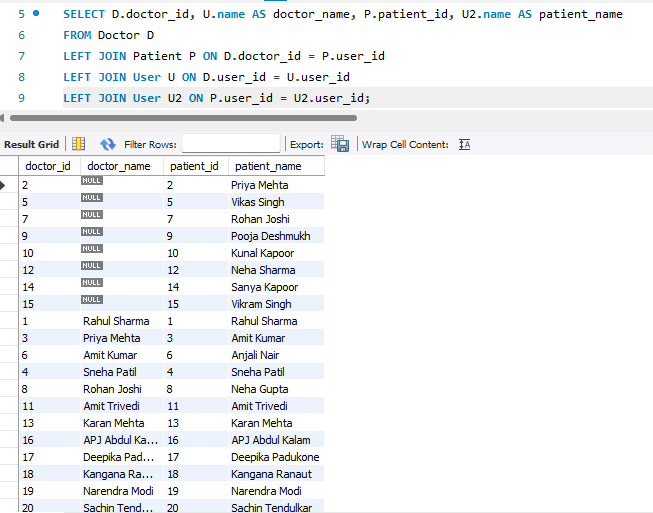 5 SELECT D.doctor_id, U.name AS doctor_name, P.patient_id, U2.name AS patient_name
6 FROM Doctor D
7 LEFT JOIN Patient P ON D.doctor_id = P.user_id
8 LEFT JOIN User U ON D.user_id = U.user_id
9 LEFT JOIN User U2 ON P.user_id = U2.user_id;
Result Grid Filter Rows: Export: Wrap Cell Content: IA
doctor_id doctor_name patient_id patient_name
2 NULL 2 Priya Mehta
5 NULL 5 Vikas Singh
7 NULL 7 Rohan Joshi
9 NULL 9 Pooja Deshmukh
10 NULL 10 Kunal Kapoor
12 NULL 12 Neha Sharma
14 NULL 14 Sanya Kapoor
15 NULL 15 Vikram Singh
1 Rahul Sharma 1 Rahul Sharma
3 Priya Mehta 3 Amit Kumar
6 Amit Kumar 6 Anjali Nair
4 Sneha Patil 4 Sneha Patil
8 Rohan Joshi 8 Neha Gupta
11 Amit Trivedi 11 Amit Trivedi
13 Karan Mehta 13 Karan Mehta
16 APJ Abdul Ka... 16 APJ Abdul Kalam
17 Deepika Pad... 17 Deepika Padukone
18 Kangana Ra... 18 Kangana Ranaut
19 Narendra Modi 19 Narendra Modi
20 Sachin Tend... 20 Sachin Tendulkar